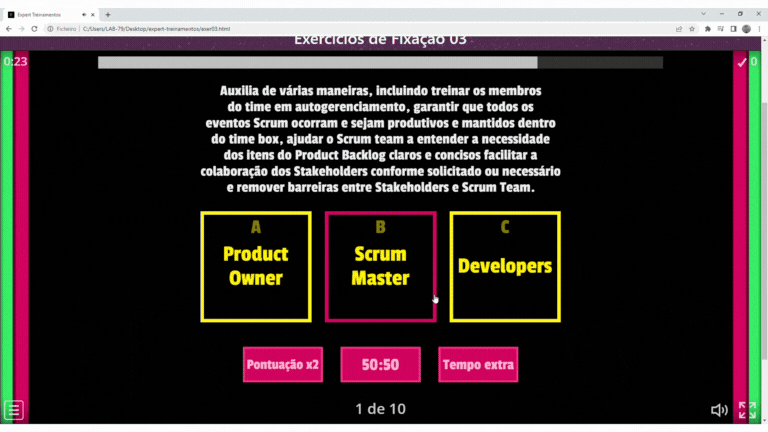 Expert Treinamentos
Arquivo
C:/Users/LAB-79/Desktop/expert-treinamentos/exer03.html
Exercícios de Fixação 03
0:23
0
Auxilia de várias maneiras, incluindo treinar os membros
do time em autogerenciamento, garantir que todos os
eventos Scrum ocorram e sejam produtivos e mantidos dentro
do time box, ajudar o Scrum team a entender a necessidade
dos itens do Product Backlog claros e concisos facilitar a
colaboração dos Stakeholders conforme solicitado ou necessário
e remover barreiras entre Stakeholders e Scrum Team.
A
Product
Owner
B
Scrum
Master
C
Developers
Pontuação x2
50:50
Tempo extra
1 de 10